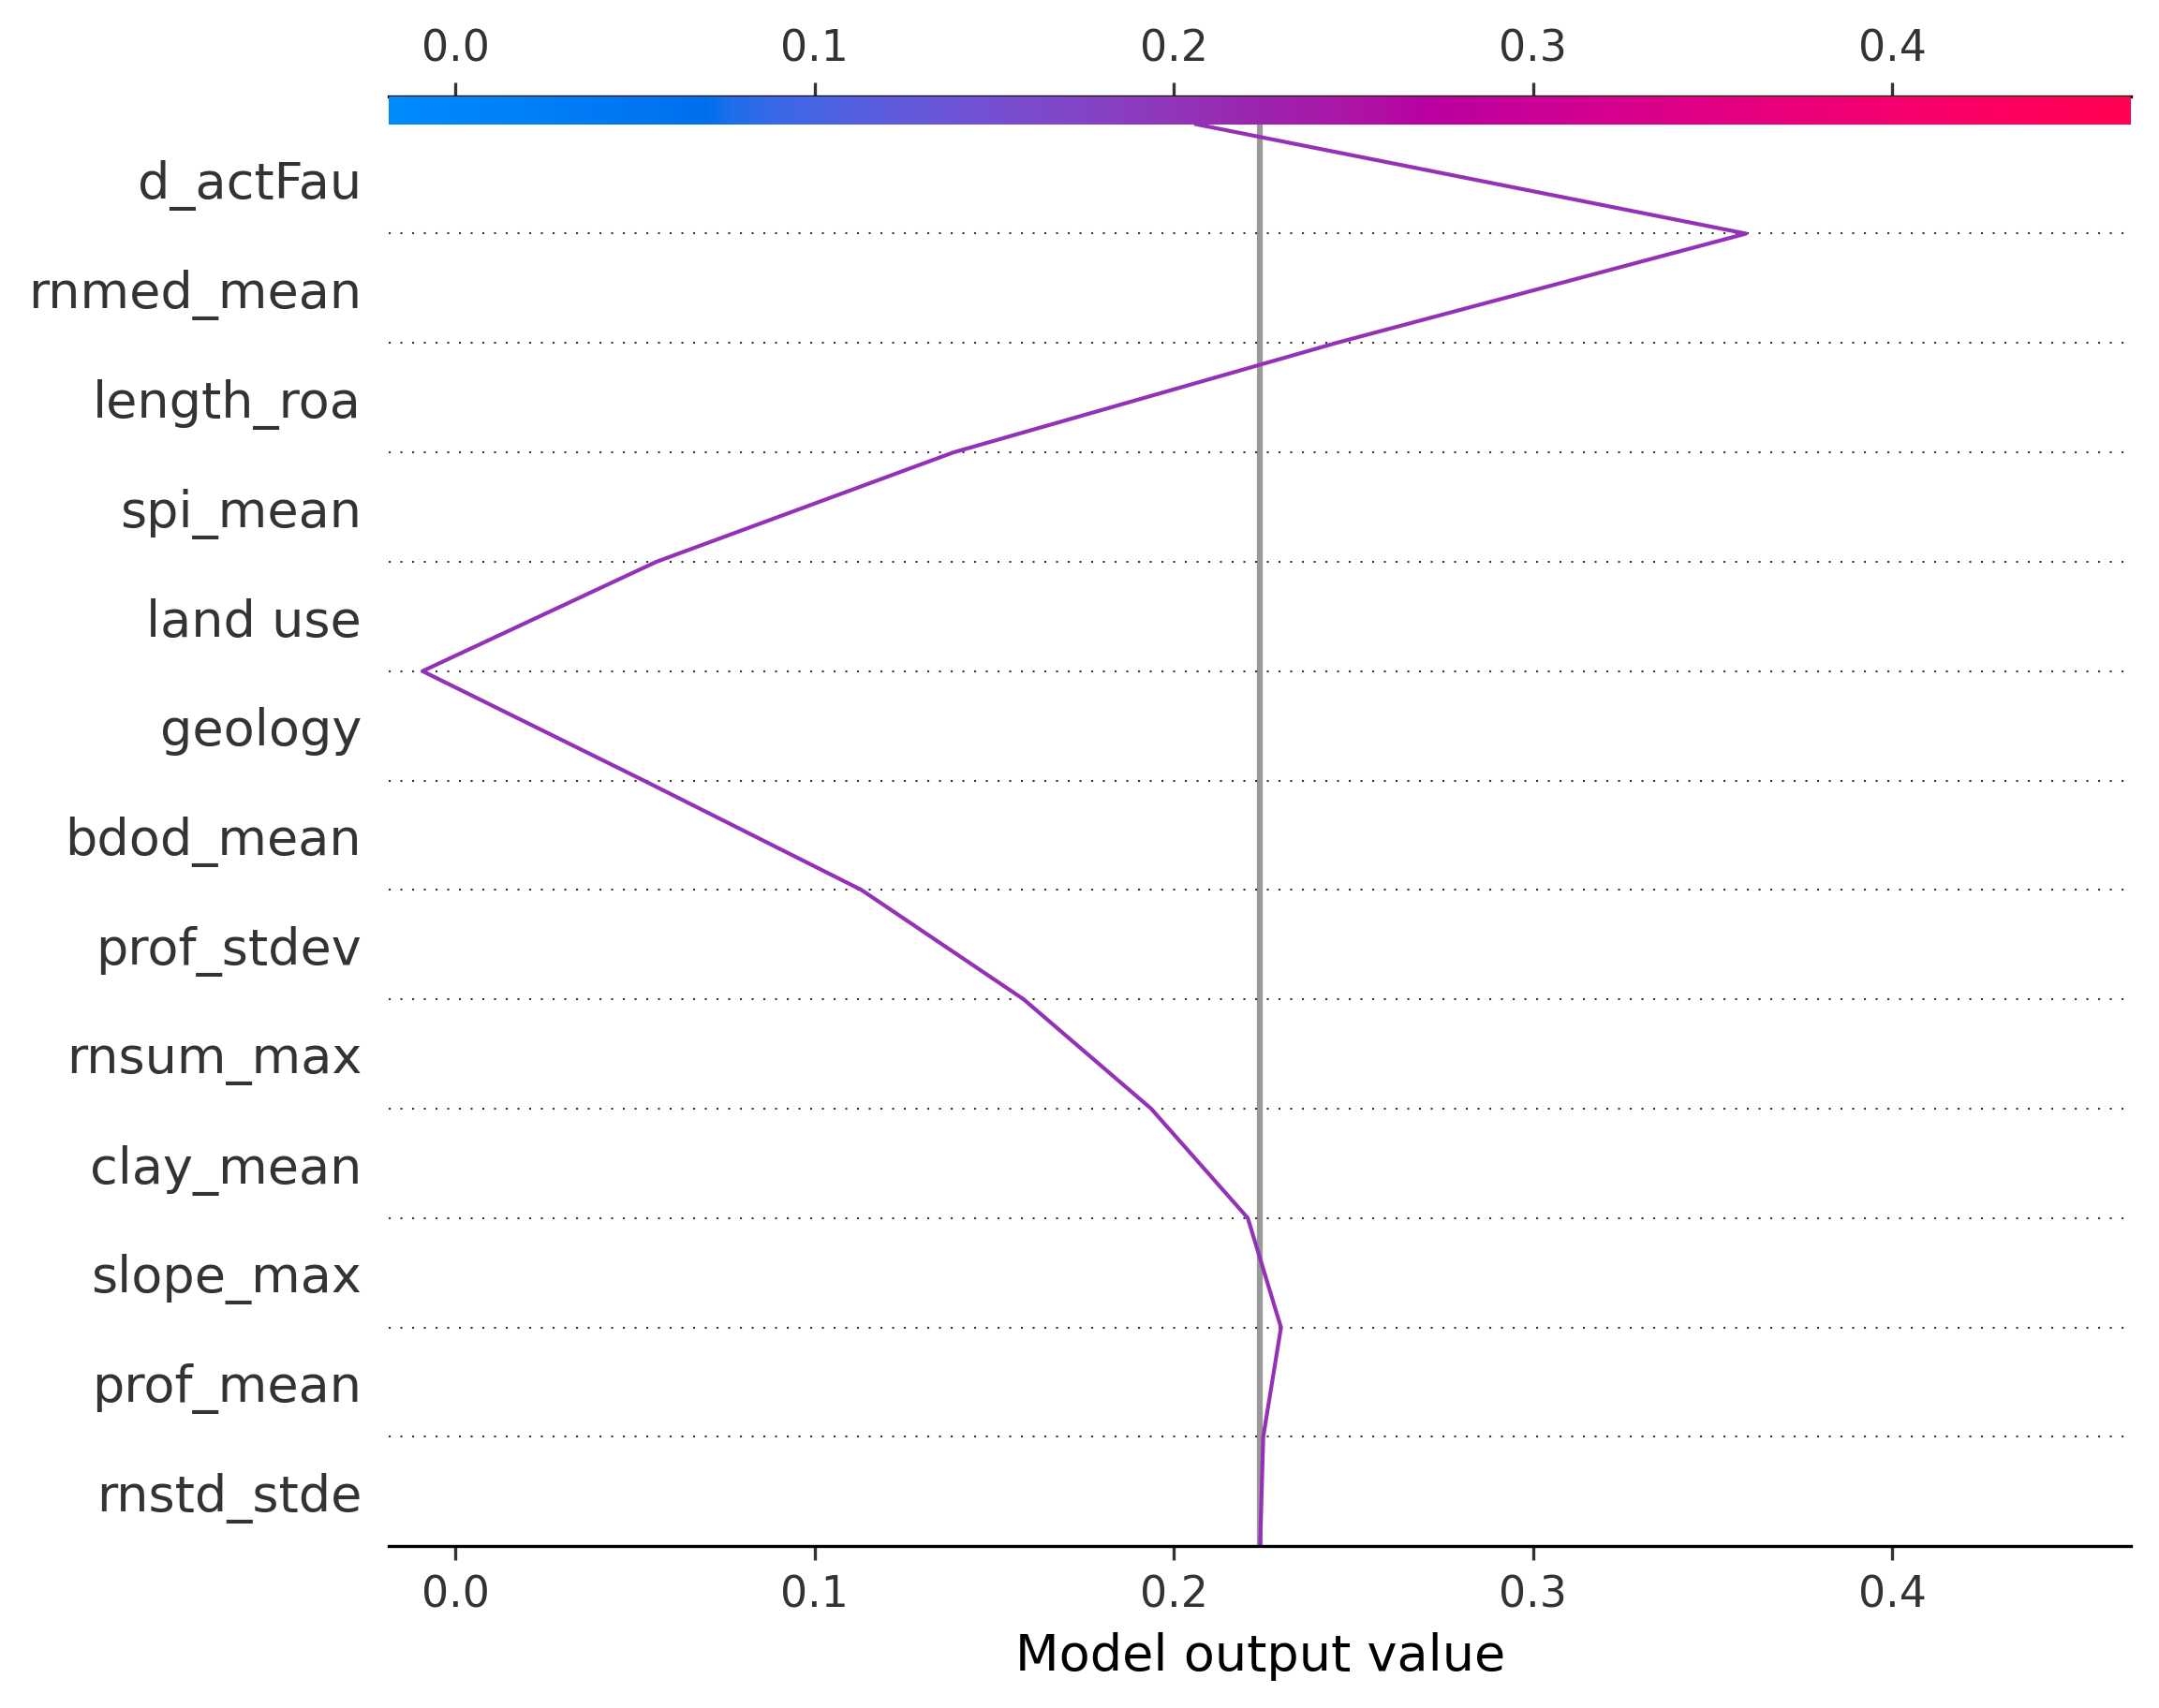 0.0 0.1 0.2 0.3 0.4
d_actFau
rnmed_mean
length_roa
spi_mean
land use
geology
bdod_mean
prof_stdev
rnsum_max
clay_mean
slope_max
prof_mean
rnstd_stde
0.0 0.1 0.2 0.3 0.4
Model output value